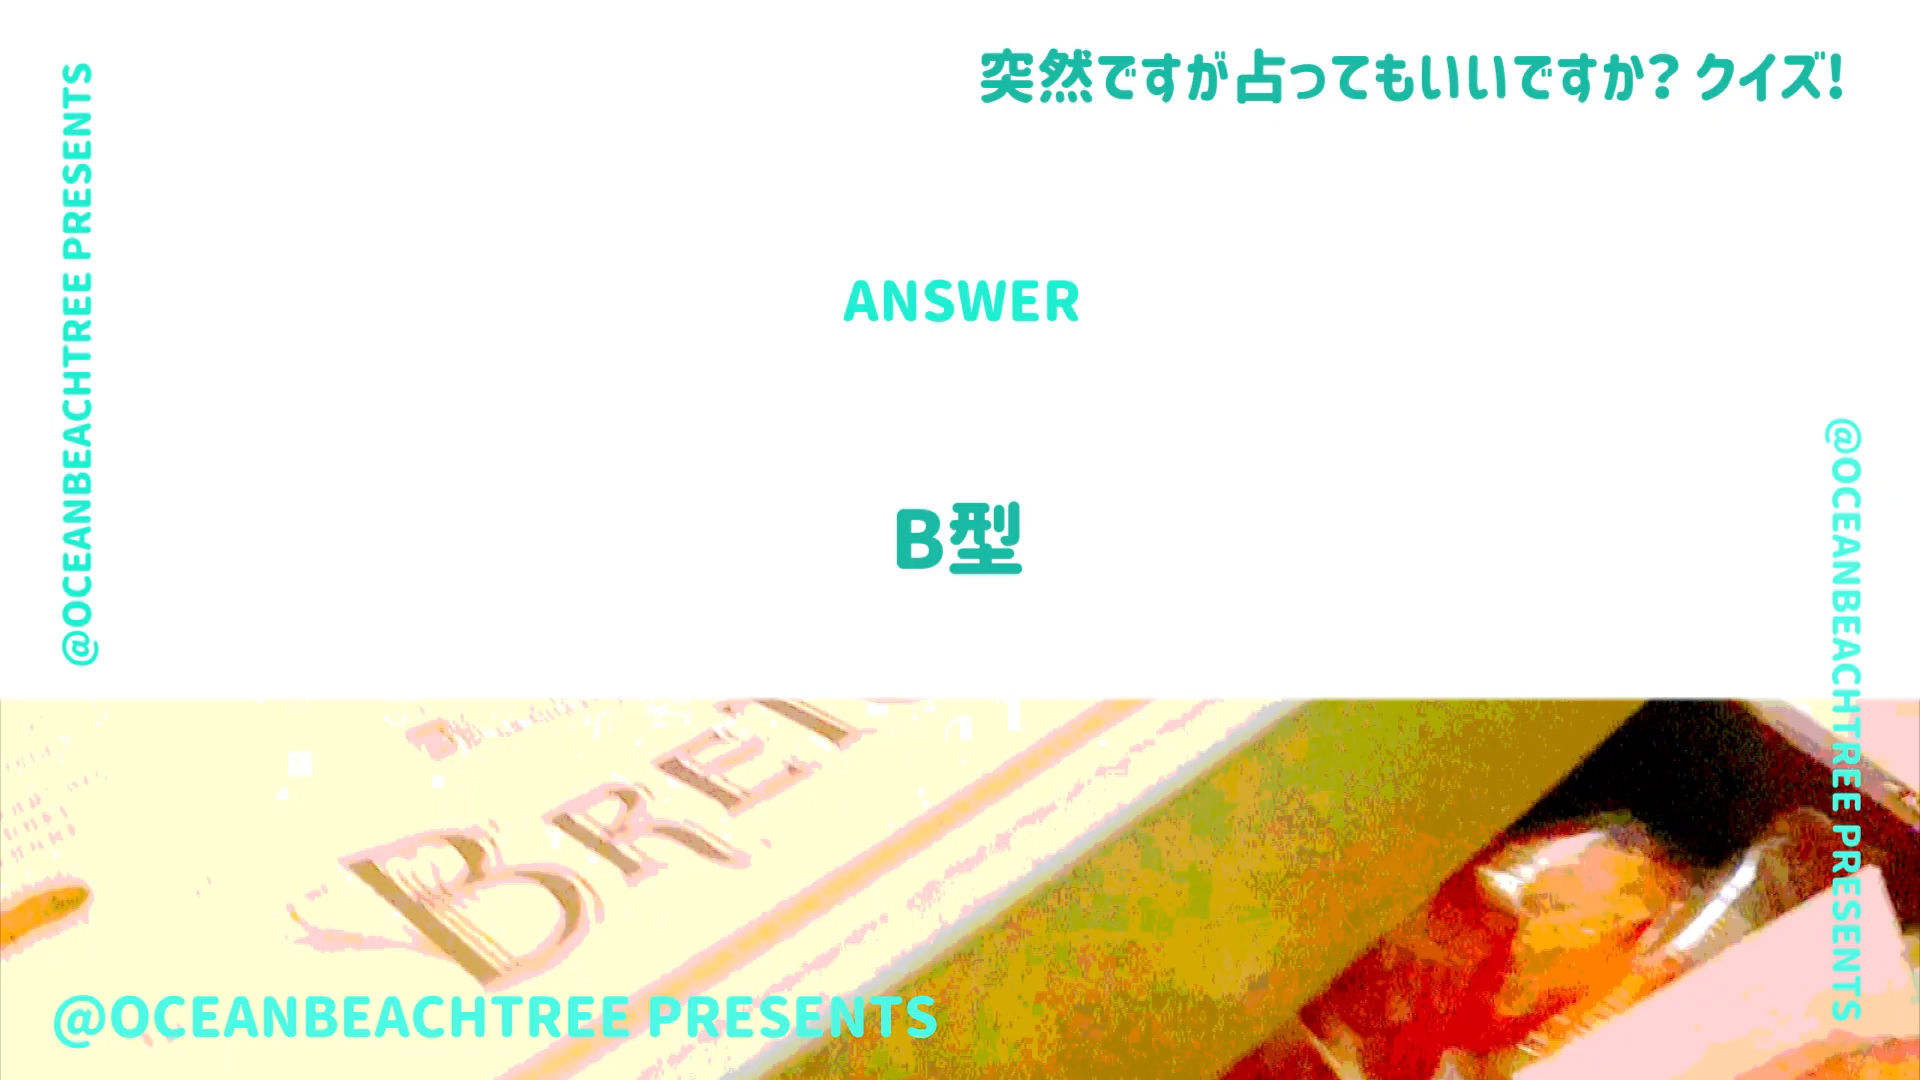 突然ですが占ってもいいですか? クイズ!
@OCEANBEACHTREE PRESENTS
ANSWER
B型
@OCEANBEACHTREE PRESENTS
BRET
@OCEANBEACHTREE PRESENTS